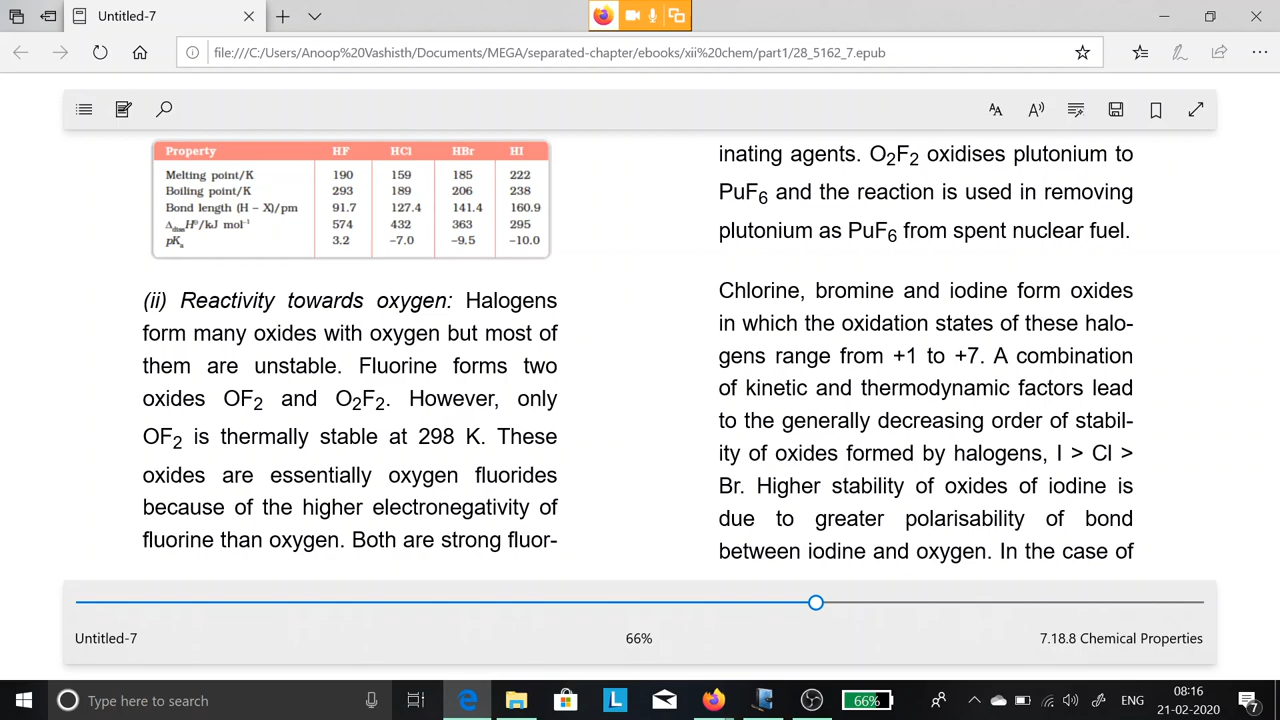 Untitled-7
file:///C:/Users/Anoop%20Vashisth/Documents/MEGA/separated-chapter/ebooks/xii%20chem/part1/28_5162_7.epub
Property HF HCl HBr HI
Melting point/K 190 159 185 222
Boiling point/K 293 189 206 238
Bond length (H – X)/pm 91.7 127.4 141.4 160.9
ΔdissH⁰/kJ mol⁻¹ 574 432 363 295
pKa 3.2 –7.0 –9.5 –10.0
(ii) Reactivity towards oxygen: Halogens
form many oxides with oxygen but most of
them are unstable. Fluorine forms two
oxides OF₂ and O₂F₂. However, only
OF₂ is thermally stable at 298 K. These
oxides are essentially oxygen fluorides
because of the higher electronegativity of
fluorine than oxygen. Both are strong fluor-
inating agents. O₂F₂ oxidises plutonium to
PuF₆ and the reaction is used in removing
plutonium as PuF₆ from spent nuclear fuel.
Chlorine, bromine and iodine form oxides
in which the oxidation states of these halo-
gens range from +1 to +7. A combination
of kinetic and thermodynamic factors lead
to the generally decreasing order of stabil-
ity of oxides formed by halogens, I > Cl >
Br. Higher stability of oxides of iodine is
due to greater polarisability of bond
between iodine and oxygen. In the case of
Untitled-7 66% 7.18.8 Chemical Properties
Type here to search
66%
ENG
08:16
21-02-2020
7